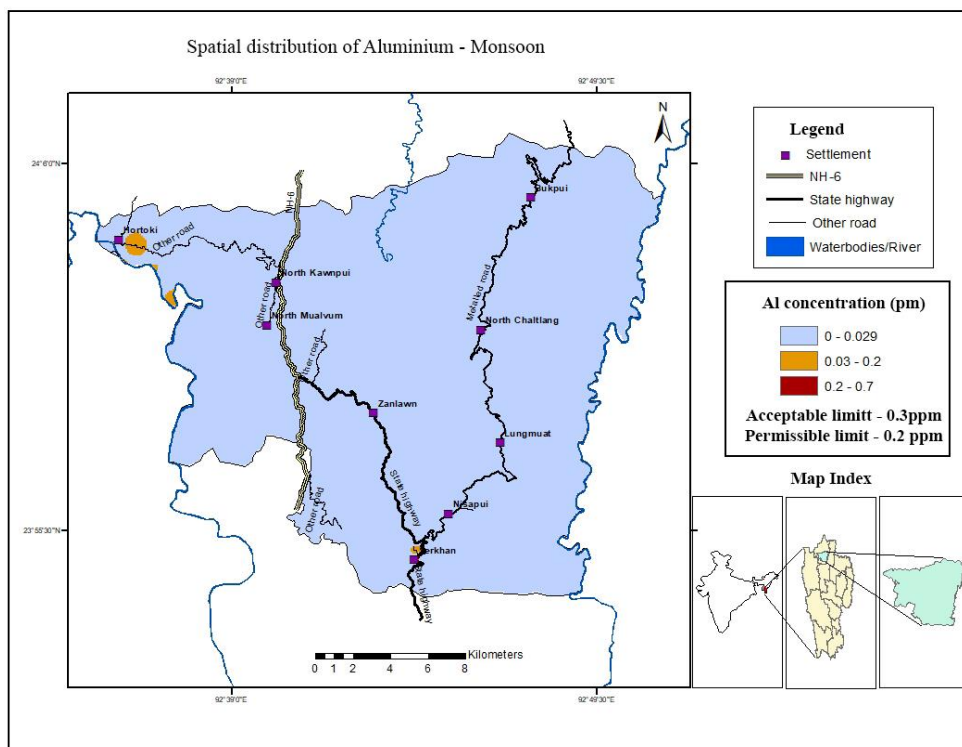 Spatial distribution of Aluminium - Monsoon
92°39'0"E
92°49'30"E
N
24°6'0"N
Bukpui
NH-6
Hortoki
Other road
North Kawnpui
Other road
North Mualvum
Metalled road
North Chaltlang
Other road
Zanlawn
Lungmuat
State highway
Nisapui
Other road
23°55'30"N
State highway
Kilometers
0 1 2 4 6 8
92°39'0"E
92°49'30"E
Legend
Settlement
NH-6
State highway
Other road
Waterbodies/River
Al concentration (pm)
0 - 0.029
0.03 - 0.2
0.2 - 0.7
Acceptable limitt - 0.3ppm
Permissible limit - 0.2 ppm
Map Index